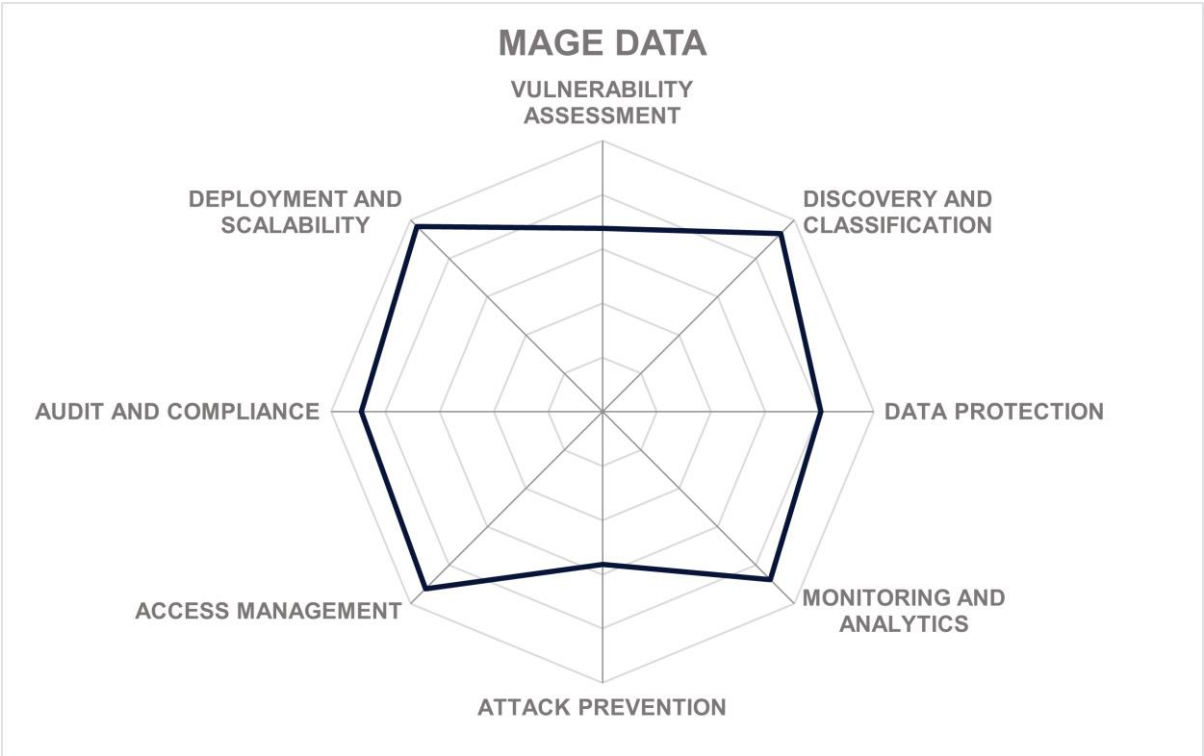 MAGE DATA
VULNERABILITY
ASSESSMENT
DEPLOYMENT AND
SCALABILITY
DISCOVERY AND
CLASSIFICATION
AUDIT AND COMPLIANCE
DATA PROTECTION
ACCESS MANAGEMENT
MONITORING AND
ANALYTICS
ATTACK PREVENTION